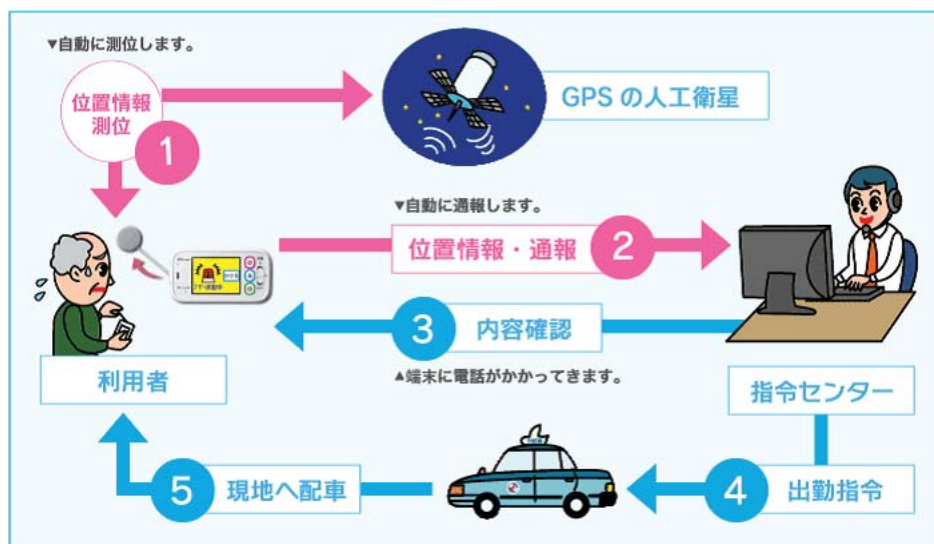 ▼自動に測位します。
位置情報
測位
1
GPS の人工衛星
▼自動に通報します。
位置情報・通報
2
3
内容確認
▲端末に電話がかかってきます。
利用者
指令センター
5
現地へ配車
4
出勤指令